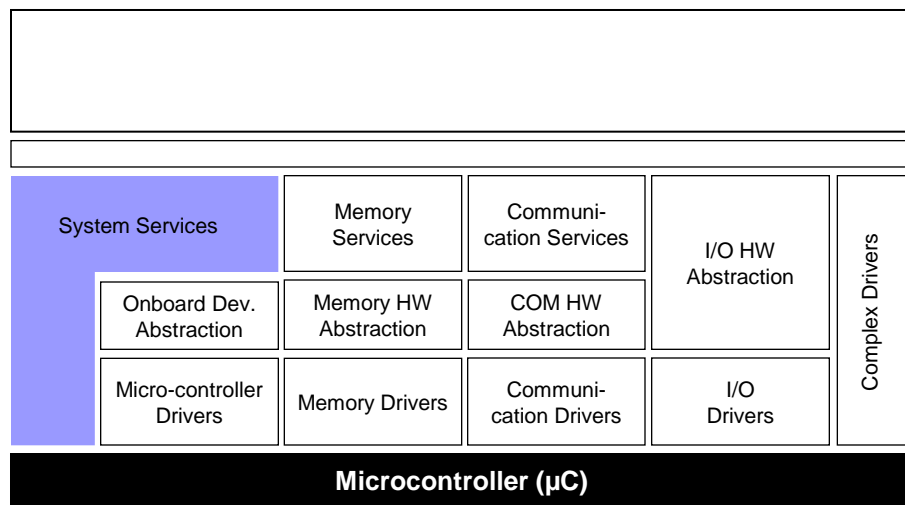 System Services
Memory
Services
Communi-
cation Services
I/O HW
Abstraction
Complex Drivers
Onboard Dev.
Abstraction
Memory HW
Abstraction
COM HW
Abstraction
Micro-controller
Drivers
Memory Drivers
Communi-
cation Drivers
I/O
Drivers
Microcontroller (µC)